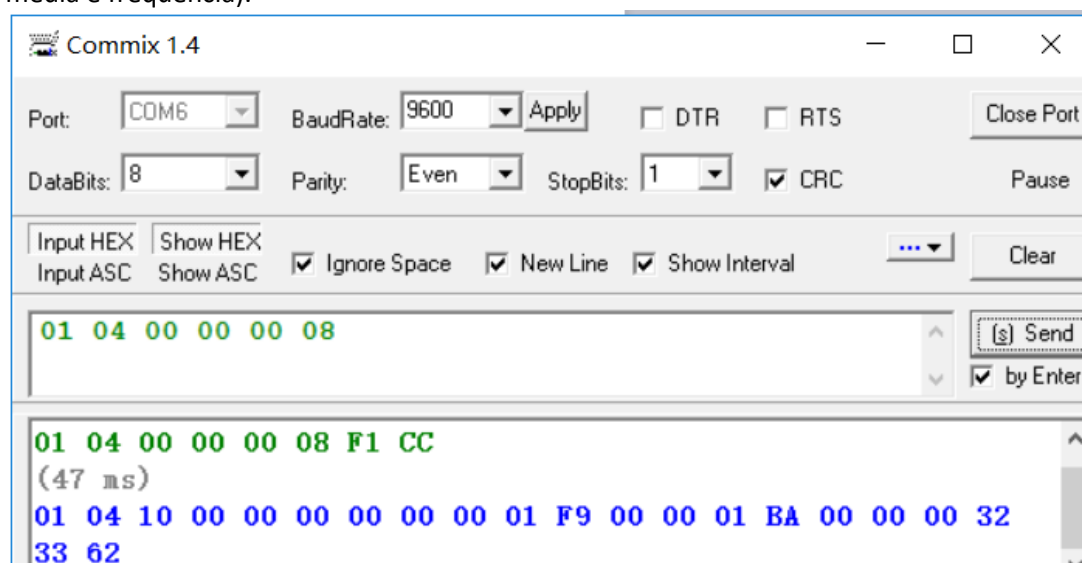 média e frequência).
Commix 1.4
Port: COM6 BaudRate: 9600 Apply DTR RTS Close Port
DataBits: 8 Parity: Even StopBits: 1 CRC Pause
Input HEX Show HEX
Input ASC Show ASC Ignore Space New Line Show Interval ... Clear
01 04 00 00 00 08 (s) Send
by Enter
01 04 00 00 00 08 F1 CC
(47 ms)
01 04 10 00 00 00 00 00 00 01 F9 00 00 01 BA 00 00 00 32
33 62